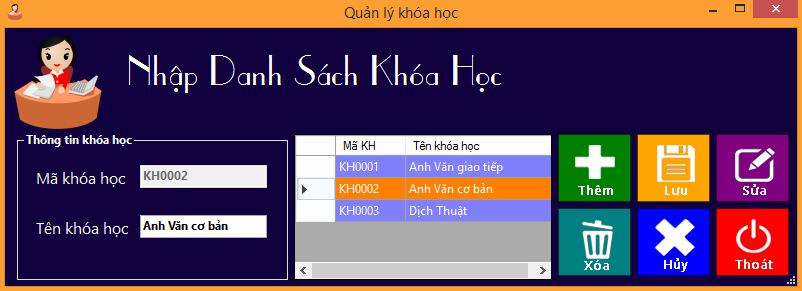 Quản lý khóa học
Nhập Danh Sách Khóa Học
Thông tin khóa học
Mã khóa học KH0002
Tên khóa học Anh Văn cơ bản
Mã KH Tên khóa học
KH0001 Anh Văn giao tiếp
KH0002 Anh Văn cơ bản
KH0003 Dịch Thuật
Thêm Lưu Sửa
Xóa Hủy Thoát